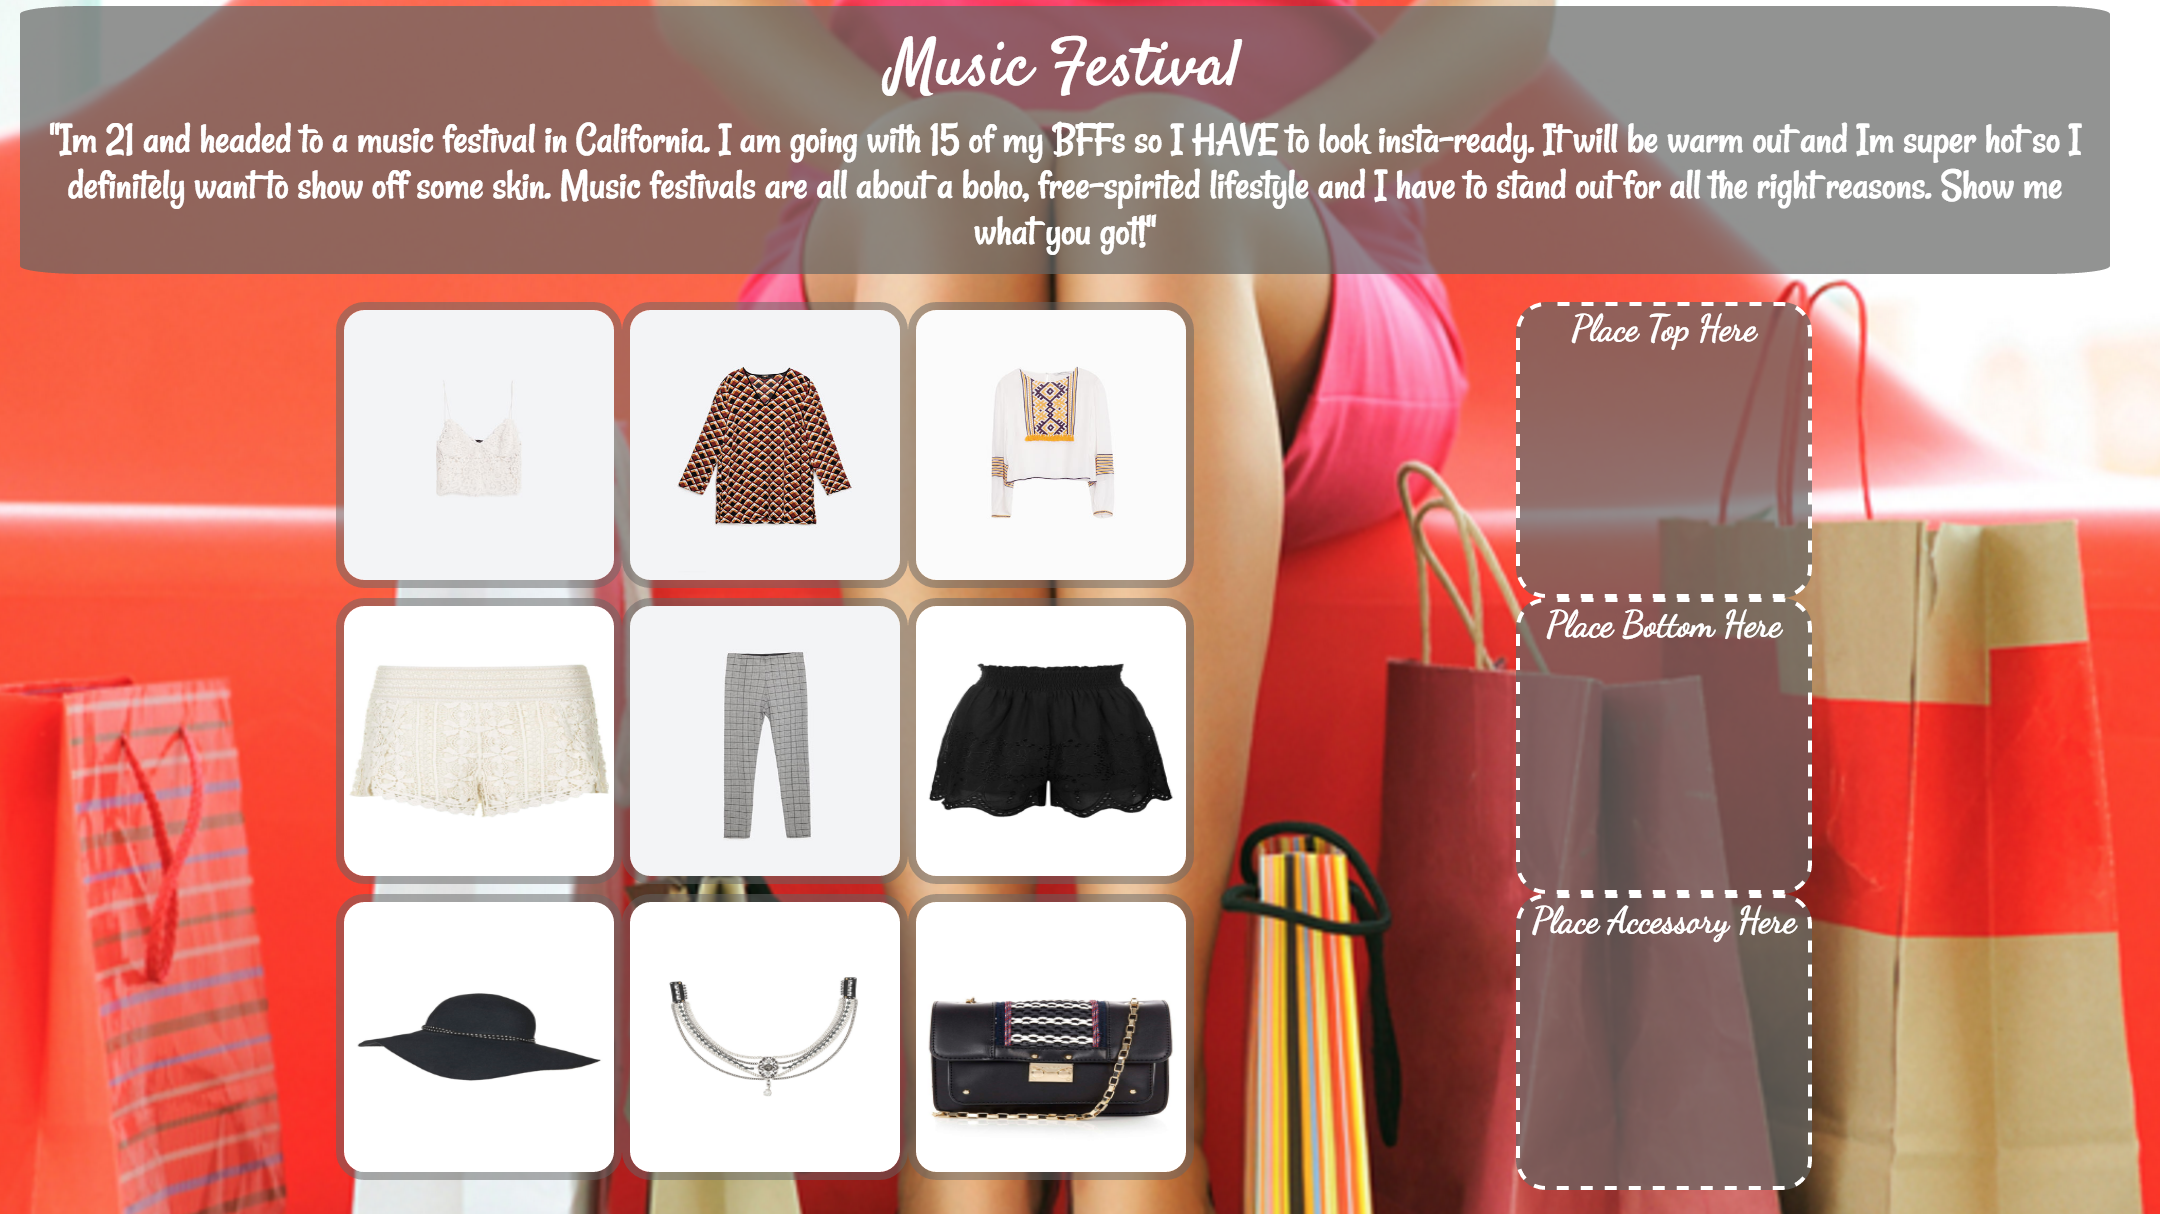 Music Festival
"Im 21 and headed to a music festival in California. I am going with 15 of my BFFs so I HAVE to look insta-ready. It will be warm out and Im super hot so I
definitely want to show off some skin. Music festivals are all about a boho, free-spirited lifestyle and I have to stand out for all the right reasons. Show me
what you got!"
Place Top Here
Place Bottom Here
Place Accessory Here